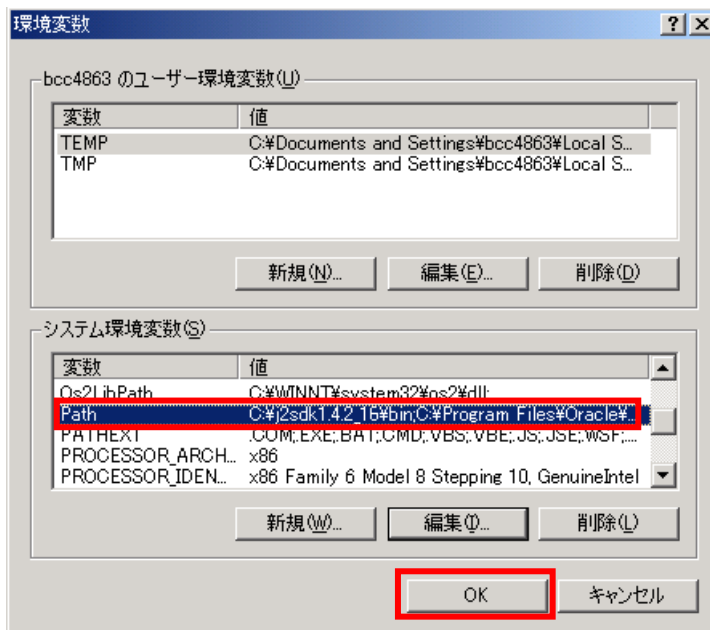 環境変数
bcc4863 のユーザー環境変数(U)
変数 値
TEMP C:¥Documents and Settings¥bcc4863¥Local S...
TMP C:¥Documents and Settings¥bcc4863¥Local S...
新規(N)... 編集(E)... 削除(D)
システム環境変数(S)
変数 値
Os2LibPath C:¥WINNT¥system32¥os2¥dll;
Path C:¥j2sdk1.4.2_16¥bin;C:¥Program Files¥Oracle¥...
PATHEXT .COM;.EXE;.BAT;.CMD;.VBS;.VBE;.JS;.JSE;.WSF;...
PROCESSOR_ARCH... x86
PROCESSOR_IDEN... x86 Family 6 Model 8 Stepping 10, GenuineIntel
新規(W)... 編集(I)... 削除(L)
OK キャンセル